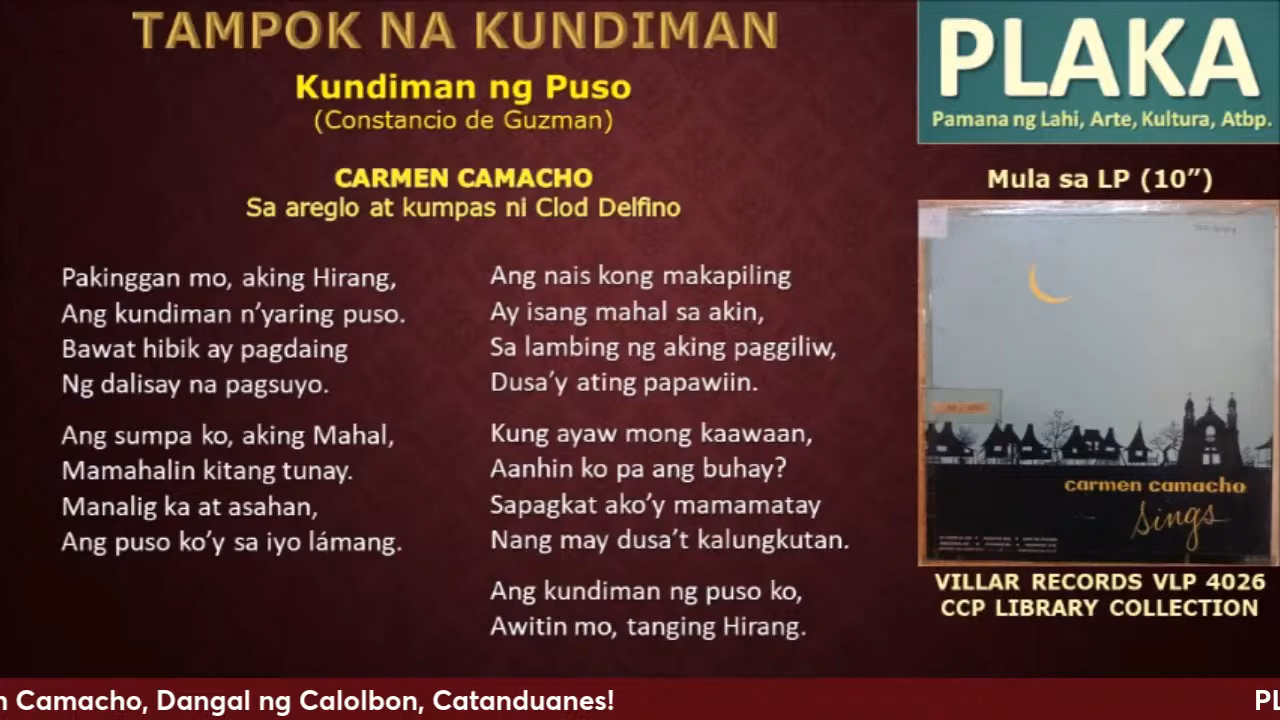 TAMPOK NA KUNDIMAN
Kundiman ng Puso
(Constancio de Guzman)
CARMEN CAMACHO
Sa areglo at kumpas ni Clod Delfino
Pakinggan mo, aking Hirang,
Ang kundiman n’yaring puso.
Bawat hibik ay pagdaing
Ng dalisay na pagsuyo.
Ang sumpa ko, aking Mahal,
Mamahalin kitang tunay.
Manalig ka at asahan,
Ang puso ko’y sa iyo lámang.
Ang nais kong makapiling
Ay isang mahal sa akin,
Sa lambing ng aking paggiliw,
Dusa’y ating papawiin.
Kung ayaw mong kaawaan,
Aanhin ko pa ang buhay?
Sapagkat ako’y mamamatay
Nang may dusa’t kalungkutan.
Ang kundiman ng puso ko,
Awitin mo, tanging Hirang.
PLAKA
Pamana ng Lahi, Arte, Kultura, Atbp.
Mula sa LP (10”)
carmen camacho
sings
VILLAR RECORDS VLP 4026
CCP LIBRARY COLLECTION
n Camacho, Dangal ng Calolbon, Catanduanes!
PL